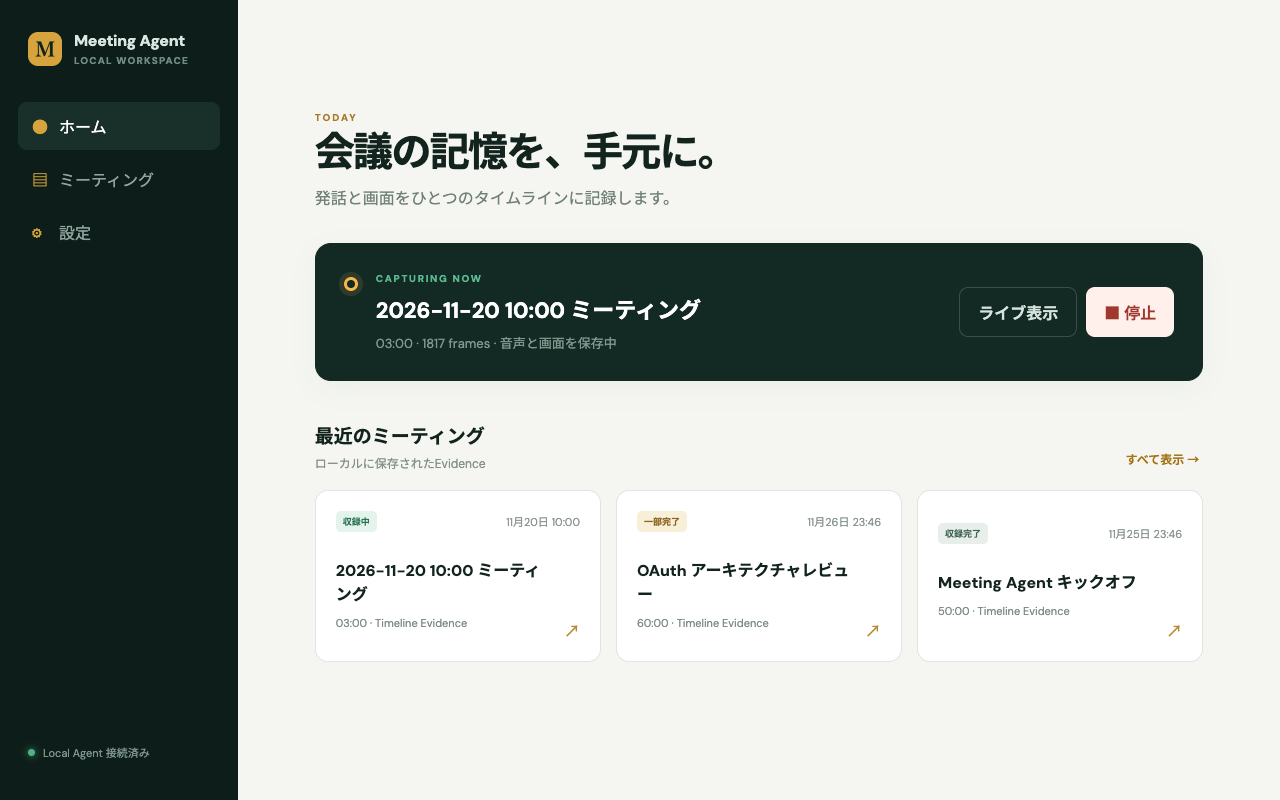 M
Meeting Agent
LOCAL WORKSPACE
ホーム
ミーティング
設定
Local Agent 接続済み
TODAY
会議の記憶を、手元に。
発話と画面をひとつのタイムラインに記録します。
CAPTURING NOW
2026-11-20 10:00 ミーティング
03:00 · 1817 frames · 音声と画面を保存中
ライブ表示
停止
最近のミーティング
ローカルに保存されたEvidence
すべて表示 →
収録中
11月20日 10:00
2026-11-20 10:00 ミーティ
ング
03:00 · Timeline Evidence
↗
一部完了
11月26日 23:46
OAuth アーキテクチャレビュ
ー
60:00 · Timeline Evidence
↗
収録完了
11月25日 23:46
Meeting Agent キックオフ
50:00 · Timeline Evidence
↗